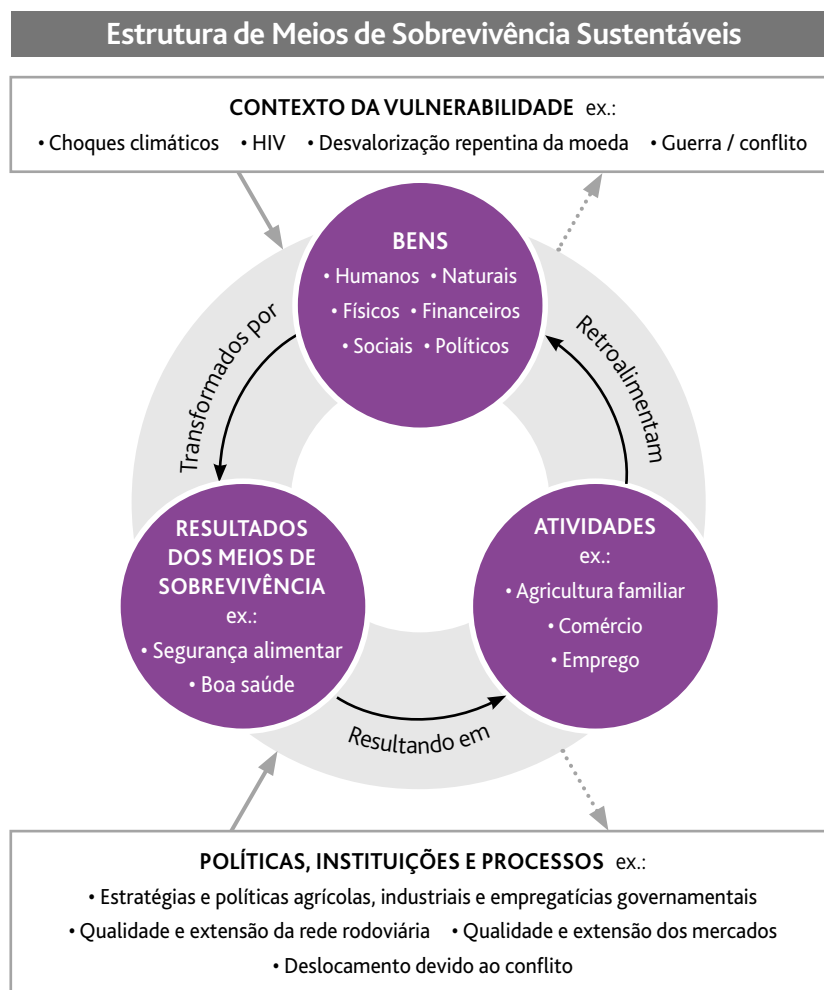 Estrutura de Meios de Sobrevivência Sustentáveis
CONTEXTO DA VULNERABILIDADE ex.:
• Choques climáticos • HIV • Desvalorização repentina da moeda • Guerra / conflito
BENS
• Humanos • Naturais
• Físicos • Financeiros
• Sociais • Políticos
Transformados por
Retroalimentam
RESULTADOS
DOS MEIOS DE
SOBREVIVÊNCIA
ex.:
• Segurança alimentar
• Boa saúde
ATIVIDADES
ex.:
• Agricultura familiar
• Comércio
• Emprego
Resultando em
POLÍTICAS, INSTITUIÇÕES E PROCESSOS ex.:
• Estratégias e políticas agrícolas, industriais e empregatícias governamentais
• Qualidade e extensão da rede rodoviária • Qualidade e extensão dos mercados
• Deslocamento devido ao conflito